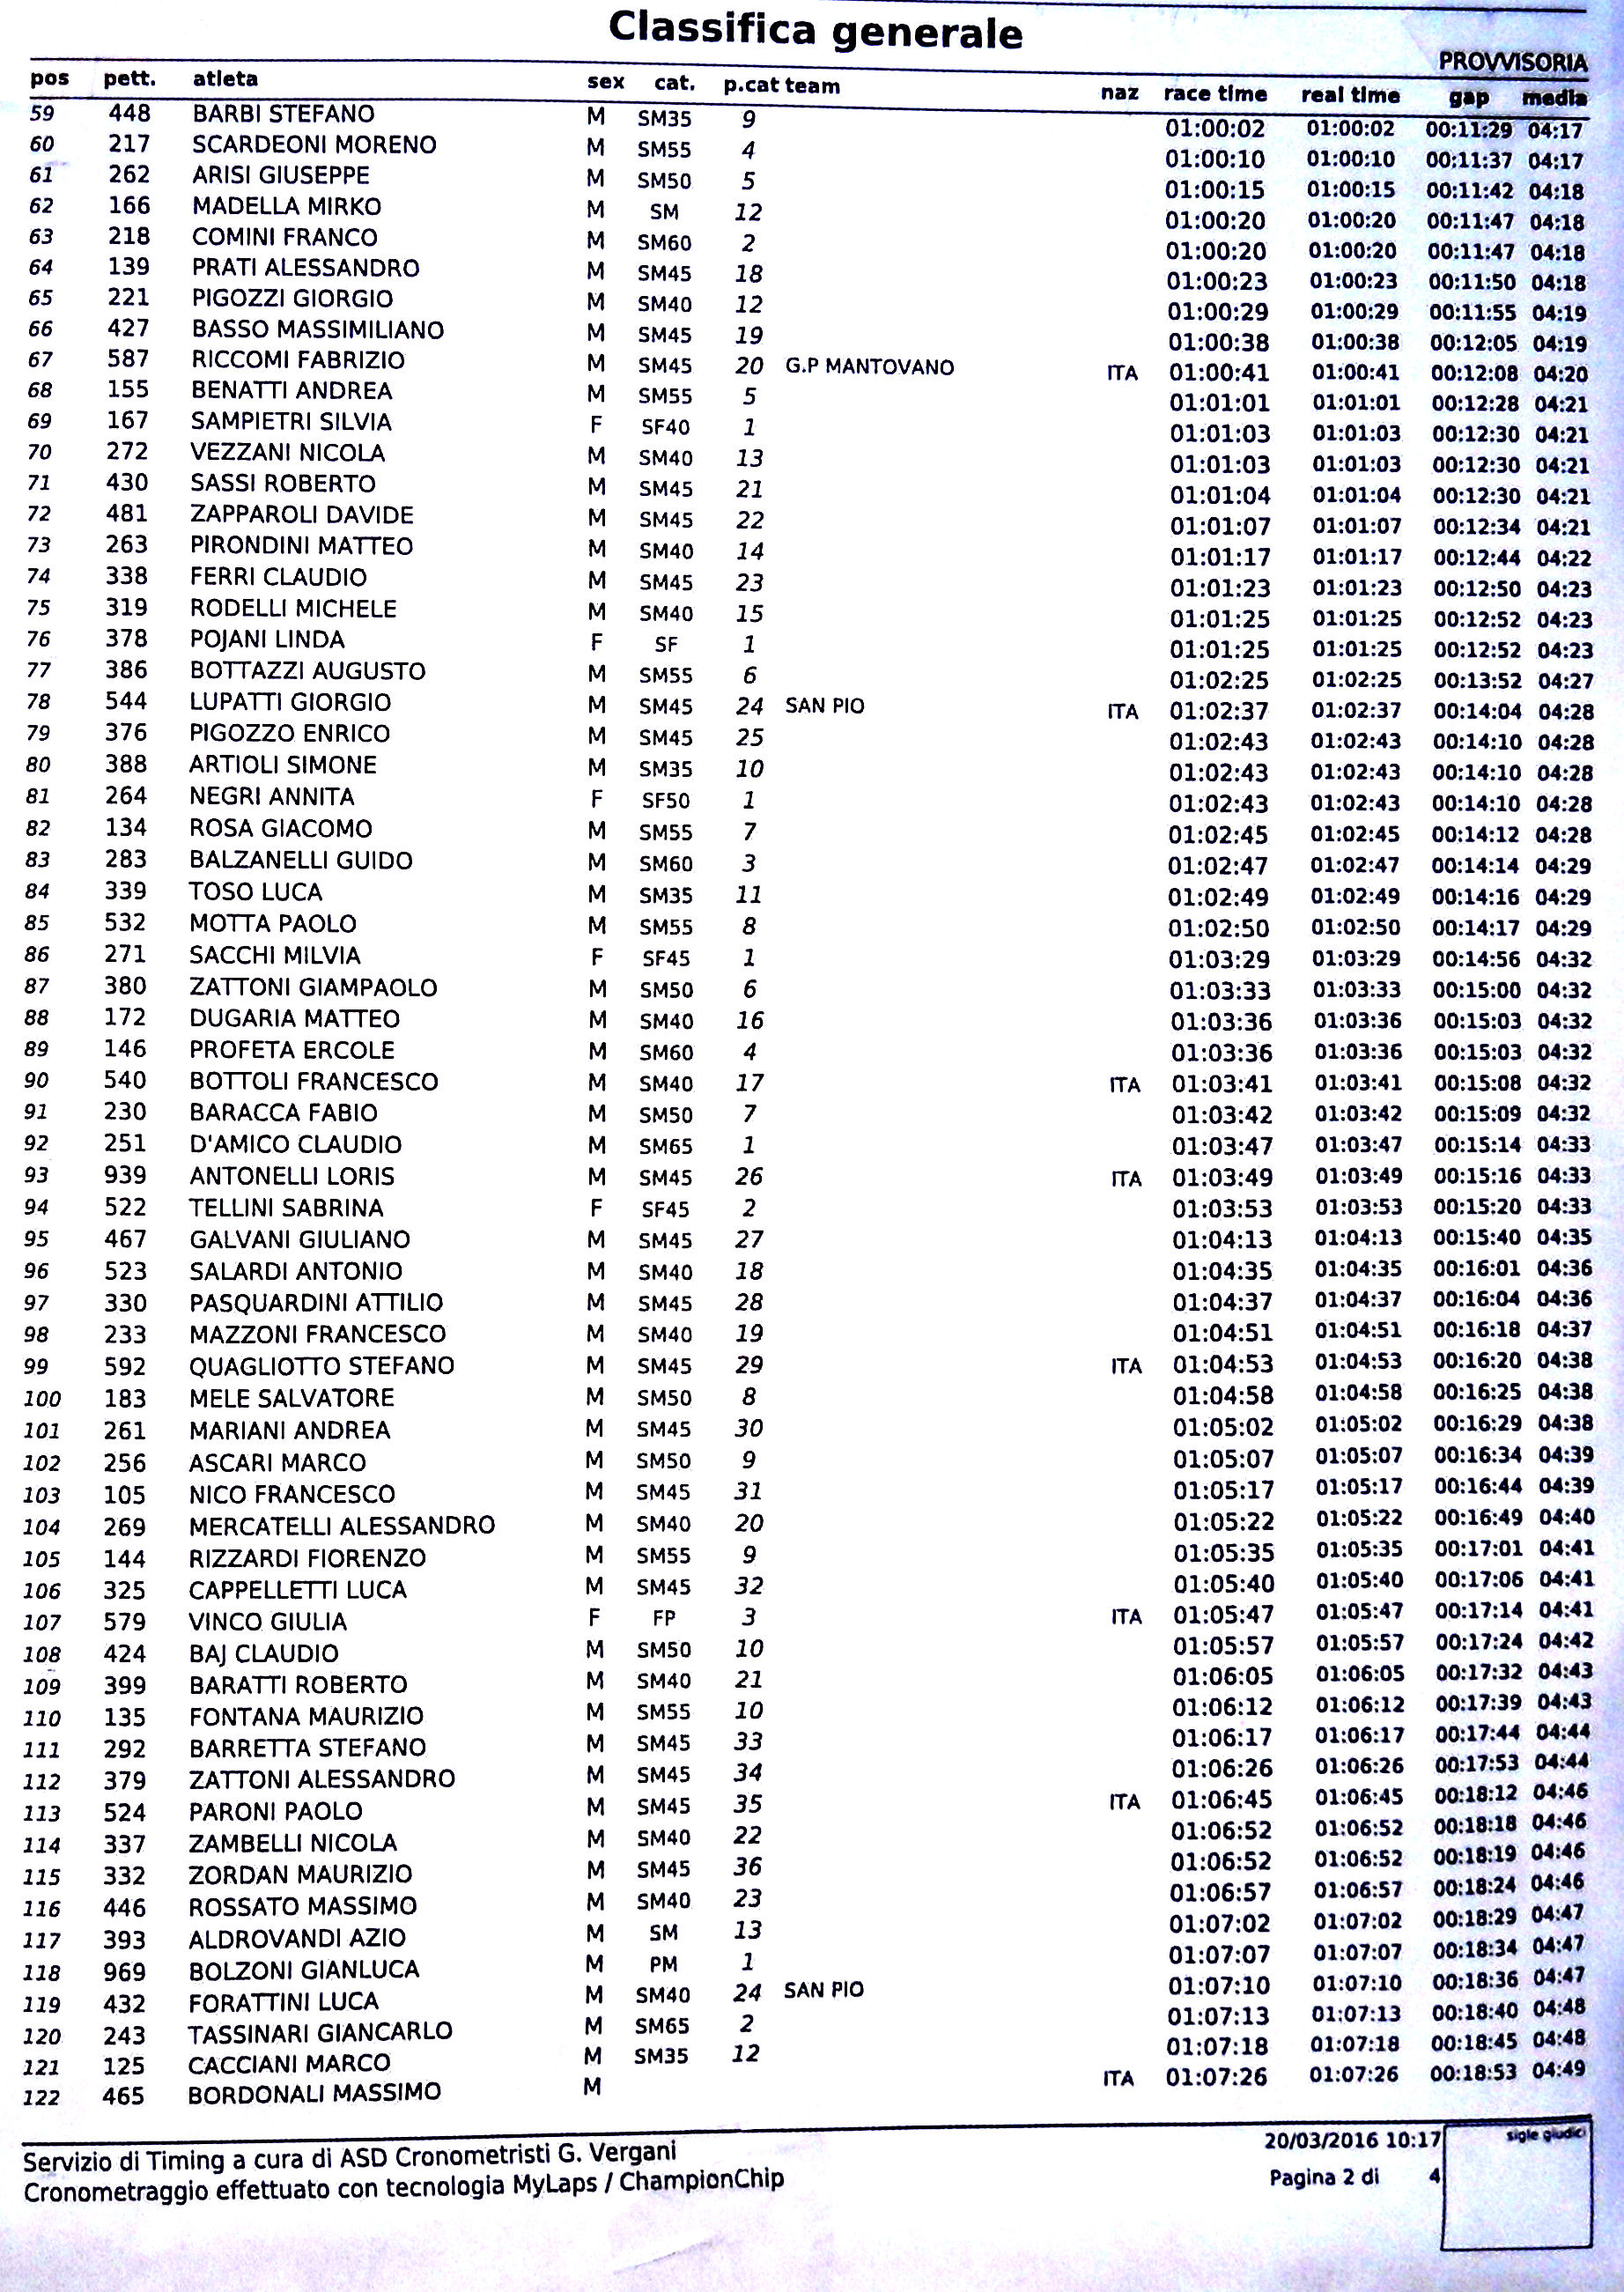 Classifica generale
PROVVISORIA
pos pett. atleta sex cat. p.cat team naz race time real time gap media
59 448 BARBI STEFANO M SM35 9 01:00:02 01:00:02 00:11:29 04:17
60 217 SCARDEONI MORENO M SM55 4 01:00:10 01:00:10 00:11:37 04:17
61 262 ARISI GIUSEPPE M SM50 5 01:00:15 01:00:15 00:11:42 04:18
62 166 MADELLA MIRKO M SM 12 01:00:20 01:00:20 00:11:47 04:18
63 218 COMINI FRANCO M SM60 2 01:00:20 01:00:20 00:11:47 04:18
64 139 PRATI ALESSANDRO M SM45 18 01:00:23 01:00:23 00:11:50 04:18
65 221 PIGOZZI GIORGIO M SM40 12 01:00:29 01:00:29 00:11:55 04:19
66 427 BASSO MASSIMILIANO M SM45 19 01:00:38 01:00:38 00:12:05 04:19
67 587 RICCOMI FABRIZIO M SM45 20 G.P MANTOVANO ITA 01:00:41 01:00:41 00:12:08 04:20
68 155 BENATTI ANDREA M SM55 5 01:01:01 01:01:01 00:12:28 04:21
69 167 SAMPIETRI SILVIA F SF40 1 01:01:03 01:01:03 00:12:30 04:21
70 272 VEZZANI NICOLA M SM40 13 01:01:03 01:01:03 00:12:30 04:21
71 430 SASSI ROBERTO M SM45 21 01:01:04 01:01:04 00:12:30 04:21
72 481 ZAPPAROLI DAVIDE M SM45 22 01:01:07 01:01:07 00:12:34 04:21
73 263 PIRONDINI MATTEO M SM40 14 01:01:17 01:01:17 00:12:44 04:22
74 338 FERRI CLAUDIO M SM45 23 01:01:23 01:01:23 00:12:50 04:23
75 319 RODELLI MICHELE M SM40 15 01:01:25 01:01:25 00:12:52 04:23
76 378 POJANI LINDA F SF 1 01:01:25 01:01:25 00:12:52 04:23
77 386 BOTTAZZI AUGUSTO M SM55 6 01:02:25 01:02:25 00:13:52 04:27
78 544 LUPATTI GIORGIO M SM45 24 SAN PIO ITA 01:02:37 01:02:37 00:14:04 04:28
79 376 PIGOZZO ENRICO M SM45 25 01:02:43 01:02:43 00:14:10 04:28
80 388 ARTIOLI SIMONE M SM35 10 01:02:43 01:02:43 00:14:10 04:28
81 264 NEGRI ANNITA F SF50 1 01:02:43 01:02:43 00:14:10 04:28
82 134 ROSA GIACOMO M SM55 7 01:02:45 01:02:45 00:14:12 04:28
83 283 BALZANELLI GUIDO M SM60 3 01:02:47 01:02:47 00:14:14 04:29
84 339 TOSO LUCA M SM35 11 01:02:49 01:02:49 00:14:16 04:29
85 532 MOTTA PAOLO M SM55 8 01:02:50 01:02:50 00:14:17 04:29
86 271 SACCHI MILVIA F SF45 1 01:03:29 01:03:29 00:14:56 04:32
87 380 ZATTONI GIAMPAOLO M SM50 6 01:03:33 01:03:33 00:15:00 04:32
88 172 DUGARIA MATTEO M SM40 16 01:03:36 01:03:36 00:15:03 04:32
89 146 PROFETA ERCOLE M SM60 4 01:03:36 01:03:36 00:15:03 04:32
90 540 BOTTOLI FRANCESCO M SM40 17 ITA 01:03:41 01:03:41 00:15:08 04:32
91 230 BARACCA FABIO M SM50 7 01:03:42 01:03:42 00:15:09 04:32
92 251 D'AMICO CLAUDIO M SM65 1 01:03:47 01:03:47 00:15:14 04:33
93 939 ANTONELLI LORIS M SM45 26 ITA 01:03:49 01:03:49 00:15:16 04:33
94 522 TELLINI SABRINA F SF45 2 01:03:53 01:03:53 00:15:20 04:33
95 467 GALVANI GIULIANO M SM45 27 01:04:13 01:04:13 00:15:40 04:35
96 523 SALARDI ANTONIO M SM40 18 01:04:35 01:04:35 00:16:01 04:36
97 330 PASQUARDINI ATTILIO M SM45 28 01:04:37 01:04:37 00:16:04 04:36
98 233 MAZZONI FRANCESCO M SM40 19 01:04:51 01:04:51 00:16:18 04:37
99 592 QUAGLIOTTO STEFANO M SM45 29 ITA 01:04:53 01:04:53 00:16:20 04:38
100 183 MELE SALVATORE M SM50 8 01:04:58 01:04:58 00:16:25 04:38
101 261 MARIANI ANDREA M SM45 30 01:05:02 01:05:02 00:16:29 04:38
102 256 ASCARI MARCO M SM50 9 01:05:07 01:05:07 00:16:34 04:39
103 105 NICO FRANCESCO M SM45 31 01:05:17 01:05:17 00:16:44 04:39
104 269 MERCATELLI ALESSANDRO M SM40 20 01:05:22 01:05:22 00:16:49 04:40
105 144 RIZZARDI FIORENZO M SM55 9 01:05:35 01:05:35 00:17:01 04:41
106 325 CAPPELLETTI LUCA M SM45 32 01:05:40 01:05:40 00:17:06 04:41
107 579 VINCO GIULIA F FP 3 ITA 01:05:47 01:05:47 00:17:14 04:41
108 424 BAJ CLAUDIO M SM50 10 01:05:57 01:05:57 00:17:24 04:42
109 399 BARATTI ROBERTO M SM40 21 01:06:05 01:06:05 00:17:32 04:43
110 135 FONTANA MAURIZIO M SM55 10 01:06:12 01:06:12 00:17:39 04:43
111 292 BARRETTA STEFANO M SM45 33 01:06:17 01:06:17 00:17:44 04:44
112 379 ZATTONI ALESSANDRO M SM45 34 01:06:26 01:06:26 00:17:53 04:44
113 524 PARONI PAOLO M SM45 35 ITA 01:06:45 01:06:45 00:18:12 04:46
114 337 ZAMBELLI NICOLA M SM40 22 01:06:52 01:06:52 00:18:18 04:46
115 332 ZORDAN MAURIZIO M SM45 36 01:06:52 01:06:52 00:18:19 04:46
116 446 ROSSATO MASSIMO M SM40 23 01:06:57 01:06:57 00:18:24 04:46
117 393 ALDROVANDI AZIO M SM 13 01:07:02 01:07:02 00:18:29 04:47
118 969 BOLZONI GIANLUCA M PM 1 01:07:07 01:07:07 00:18:34 04:47
119 432 FORATTINI LUCA M SM40 24 SAN PIO 01:07:10 01:07:10 00:18:36 04:47
120 243 TASSINARI GIANCARLO M SM65 2 01:07:13 01:07:13 00:18:40 04:48
121 125 CACCIANI MARCO M SM35 12 01:07:18 01:07:18 00:18:45 04:48
122 465 BORDONALI MASSIMO M ITA 01:07:26 01:07:26 00:18:53 04:49
Servizio di Timing a cura di ASD Cronometristi G. Vergani 20/03/2016 10:17 sigle giudici
Cronometraggio effettuato con tecnologia MyLaps / ChampionChip Pagina 2 di 4